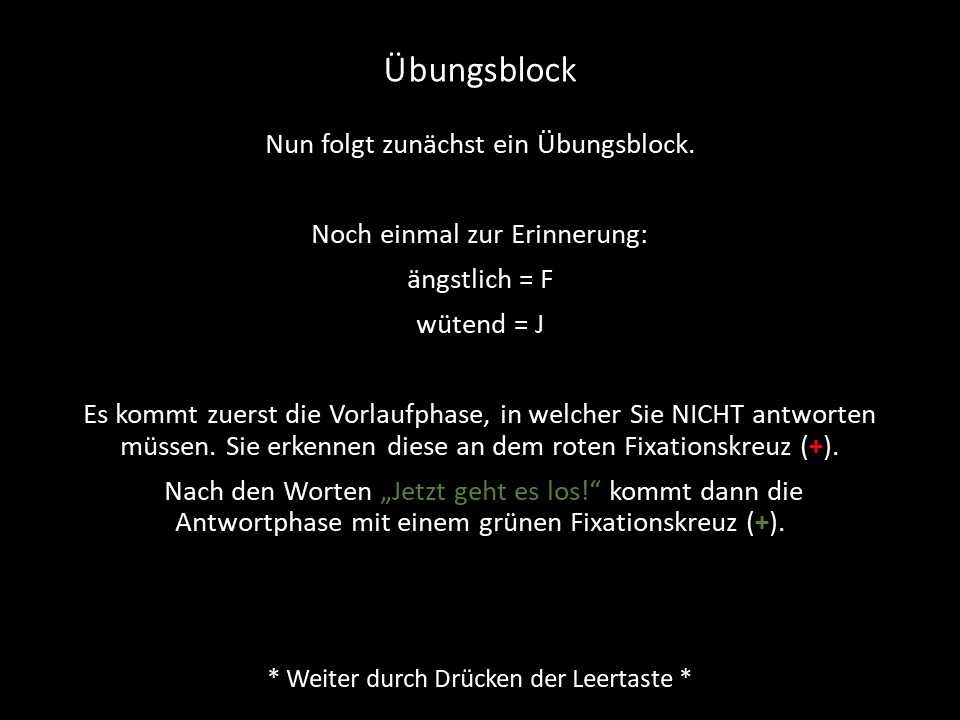 Übungsblock
Nun folgt zunächst ein Übungsblock.
Noch einmal zur Erinnerung:
ängstlich = F
wütend = J
Es kommt zuerst die Vorlaufphase, in welcher Sie NICHT antworten
müssen. Sie erkennen diese an dem roten Fixationskreuz (+).
Nach den Worten „Jetzt geht es los!“ kommt dann die
Antwortphase mit einem grünen Fixationskreuz (+).
* Weiter durch Drücken der Leertaste *